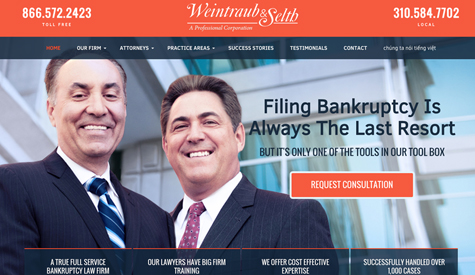 866.572.2423
TOLL FREE
Weintraub & Selth
A Professional Corporation
310.584.7702
LOCAL
HOME OUR FIRM ATTORNEYS PRACTICE AREAS SUCCESS STORIES TESTIMONIALS CONTACT chúng ta nói tiếng việt
Filing Bankruptcy Is
Always The Last Resort
BUT IT'S ONLY ONE OF THE TOOLS IN OUR TOOL BOX
REQUEST CONSULTATION
A TRUE FULL SERVICE
BANKRUPTCY LAW FIRM
OUR LAWYERS HAVE BIG FIRM
TRAINING
WE OFFER COST EFFECTIVE
EXPERTISE
SUCCESSFULLY HANDLED OVER
1,000 CASES